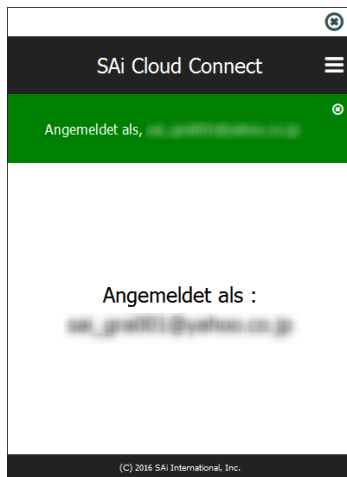 SAi Cloud Connect
Angemeldet als,
Angemeldet als :
(C) 2016 SAi International, Inc.